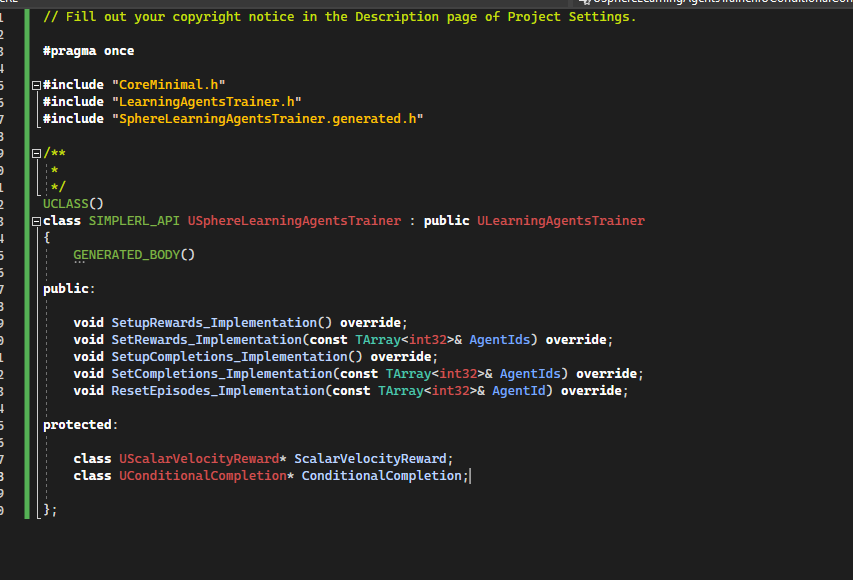 // Fill out your copyright notice in the Description page of Project Settings.
#pragma once
#include "CoreMinimal.h"
#include "LearningAgentsTrainer.h"
#include "SphereLearningAgentsTrainer.generated.h"
/**
*
*/
UCLASS()
class SIMPLERL_API USphereLearningAgentsTrainer : public ULearningAgentsTrainer
{
GENERATED_BODY()
public:
void SetupRewards_Implementation() override;
void SetRewards_Implementation(const TArray<int32>& AgentIds) override;
void SetupCompletions_Implementation() override;
void SetCompletions_Implementation(const TArray<int32>& AgentIds) override;
void ResetEpisodes_Implementation(const TArray<int32>& AgentId) override;
protected:
class UScalarVelocityReward* ScalarVelocityReward;
class UConditionalCompletion* ConditionalCompletion;
};